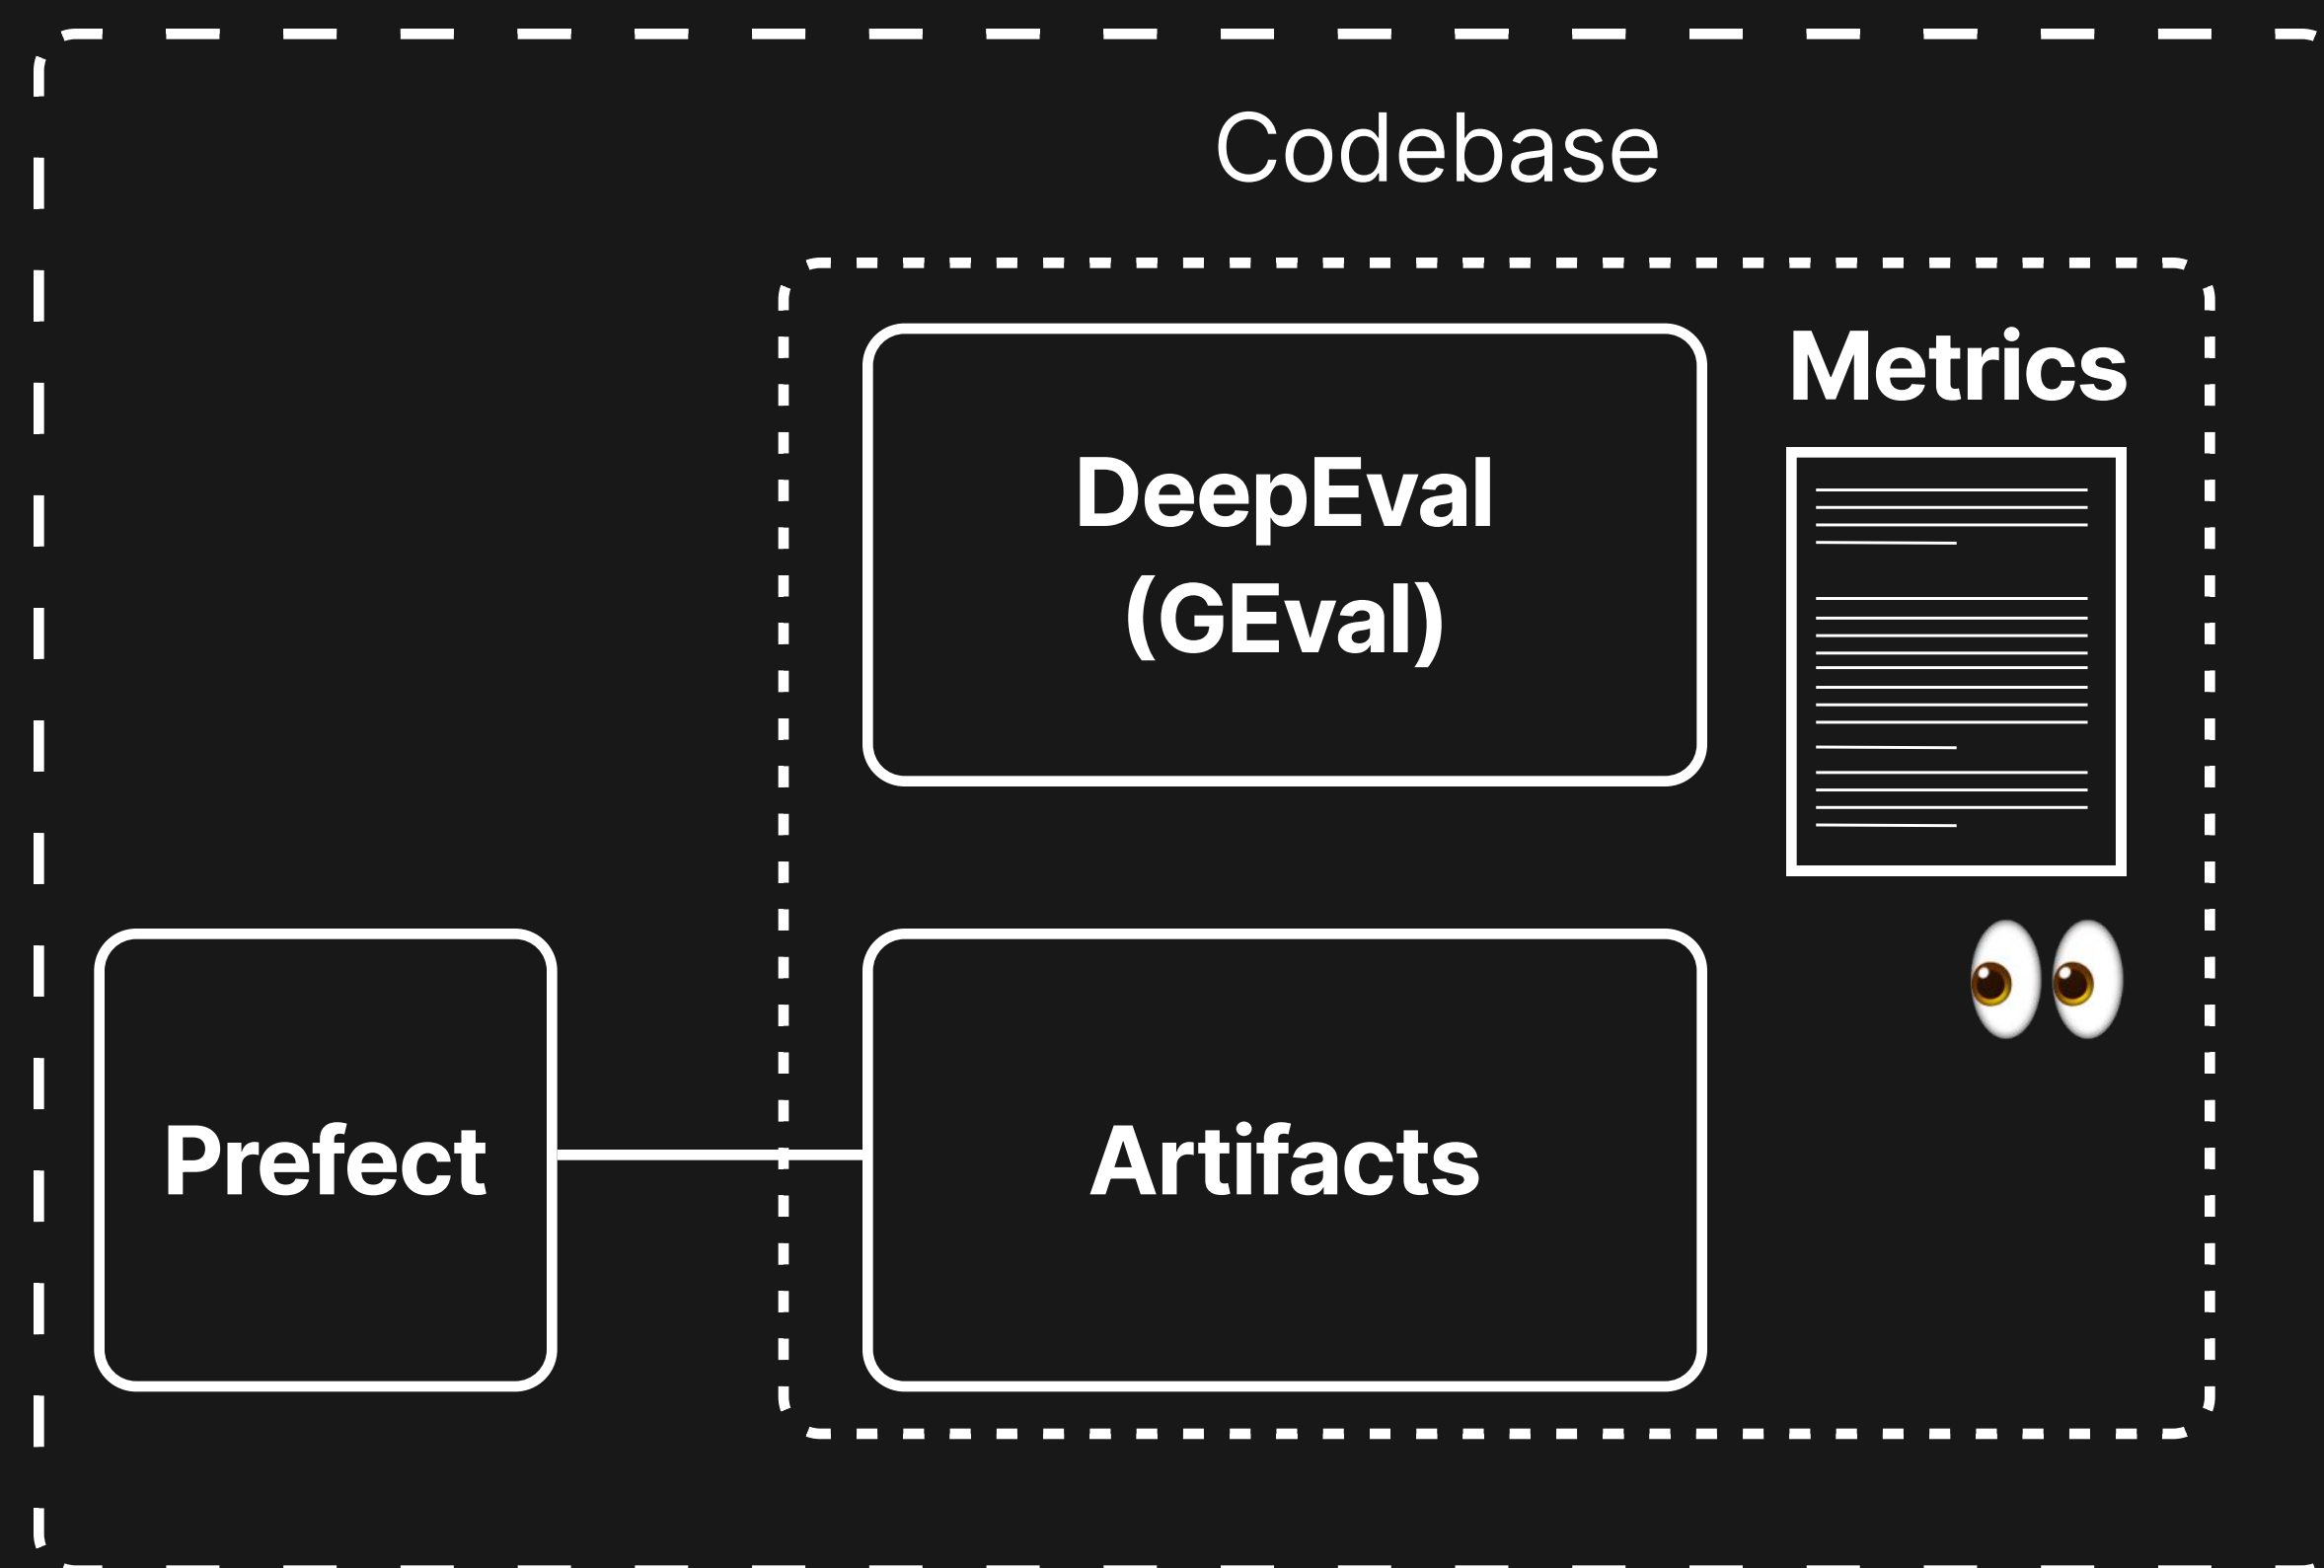 Codebase
Metrics
DeepEval
(GEval)
Prefect
Artifacts